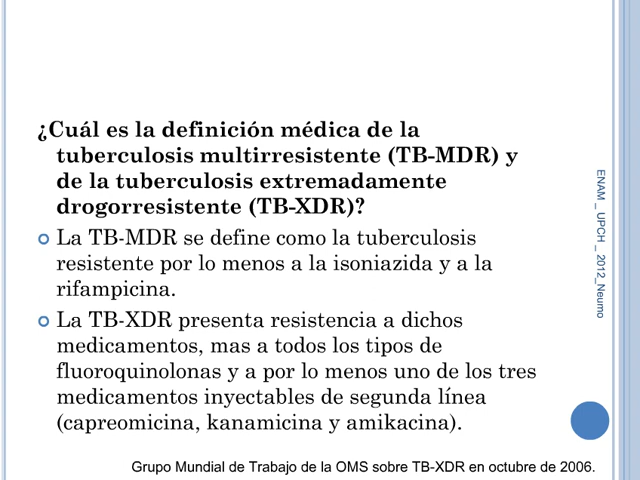 ¿Cuál es la definición médica de la
tuberculosis multirresistente (TB-MDR) y
de la tuberculosis extremadamente
drogorresistente (TB-XDR)?
La TB-MDR se define como la tuberculosis
resistente por lo menos a la isoniazida y a la
rifampicina.
La TB-XDR presenta resistencia a dichos
medicamentos, mas a todos los tipos de
fluoroquinolonas y a por lo menos uno de los tres
medicamentos inyectables de segunda línea
(capreomicina, kanamicina y amikacina).
Grupo Mundial de Trabajo de la OMS sobre TB-XDR en octubre de 2006.
ENAM _ UPCH _ 2012_Neumo